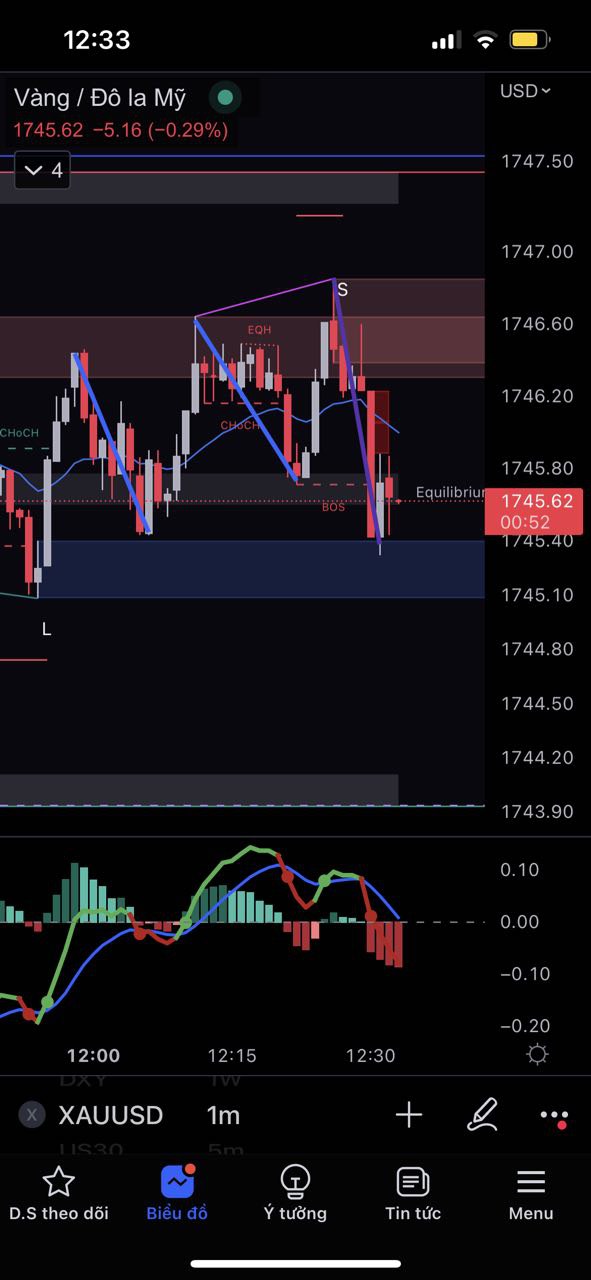 12:33
Vàng / Đô la Mỹ
USD
1745.62 −5.16 (−0.29%)
4
1747.50
1747.00
S
1746.60
EQH
1746.20
CHoCH
CHoCH
1745.80
Equilibriur
1745.62
BOS
00:52
1745.40
1745.10
L
1744.80
1744.50
1744.20
1743.90
0.10
0.00
−0.10
−0.20
12:00 12:15 12:30
DXY 1W
X XAUUSD 1m
US30 5m
D.S theo dõi Biểu đồ Ý tưởng Tin tức Menu